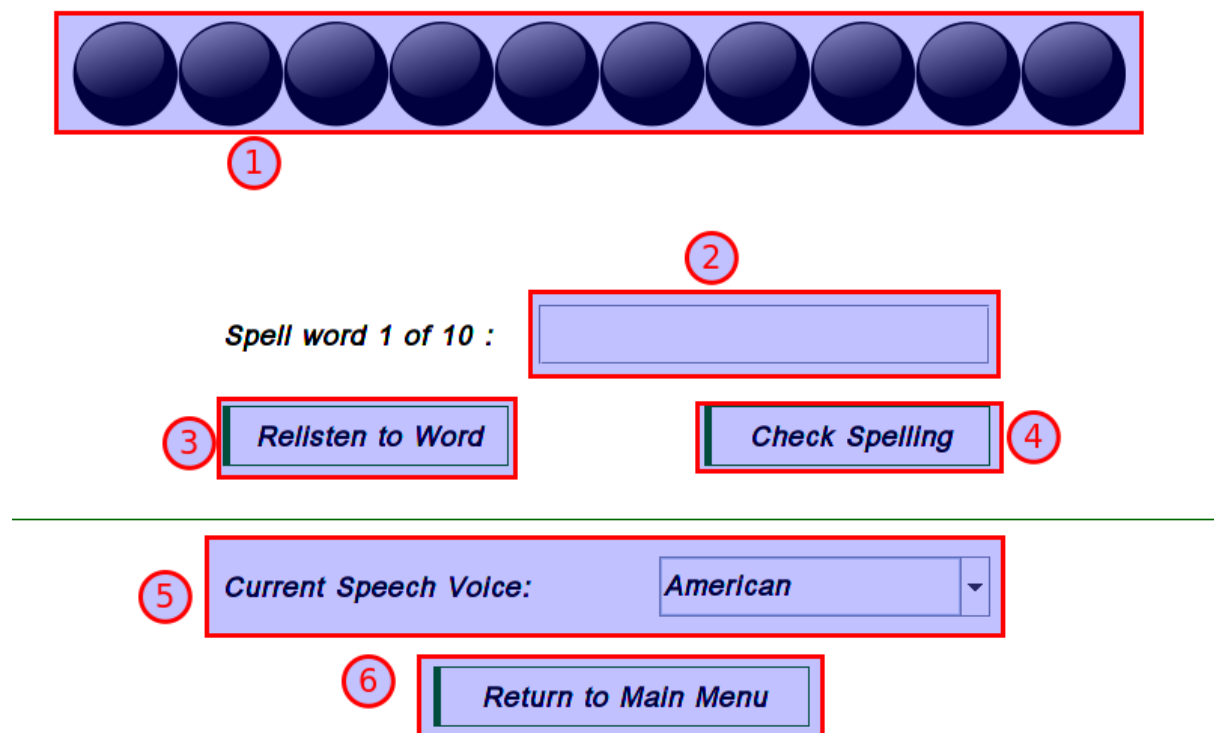 1
2
Spell word 1 of 10 :
3 Relisten to Word Check Spelling 4
5 Current Speech Voice: American
6
Return to Main Menu